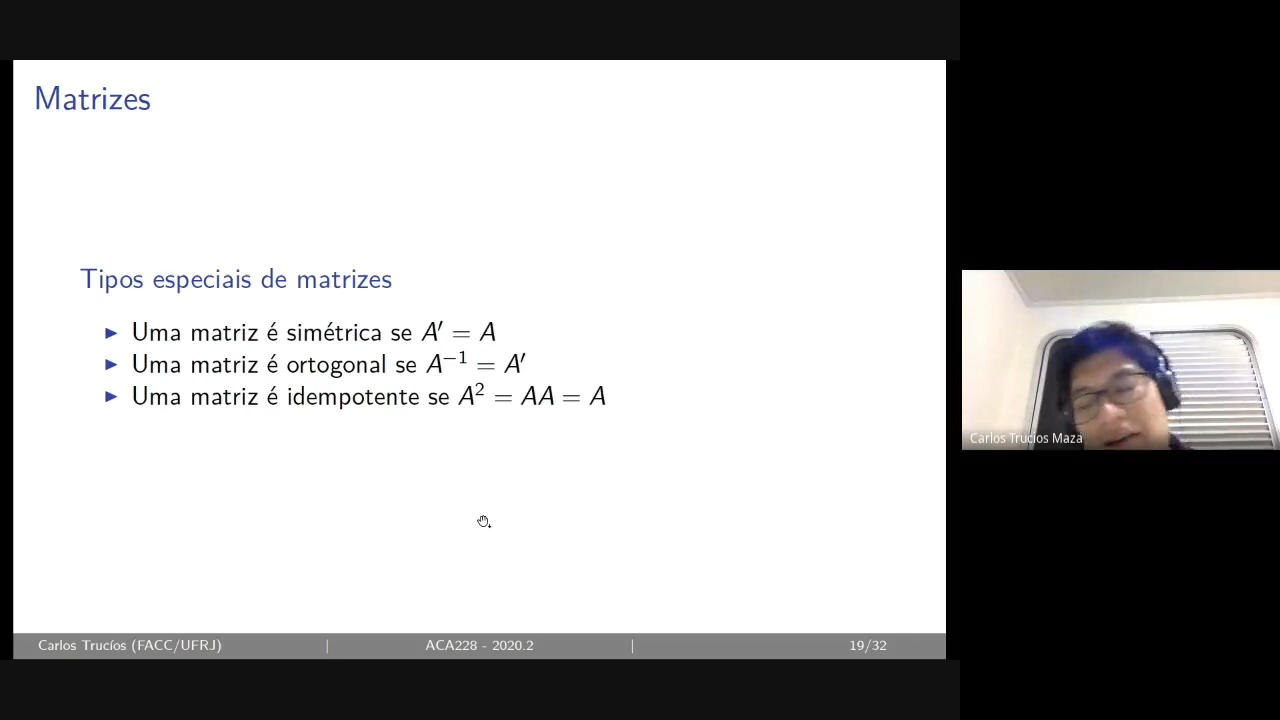 Matrizes
Tipos especiais de matrizes
▶ Uma matriz é simétrica se A′ = A
▶ Uma matriz é ortogonal se A⁻¹ = A′
▶ Uma matriz é idempotente se A² = AA = A
Carlos Trucios Maza
Carlos Trucíos (FACC/UFRJ) | ACA228 - 2020.2 | 19/32